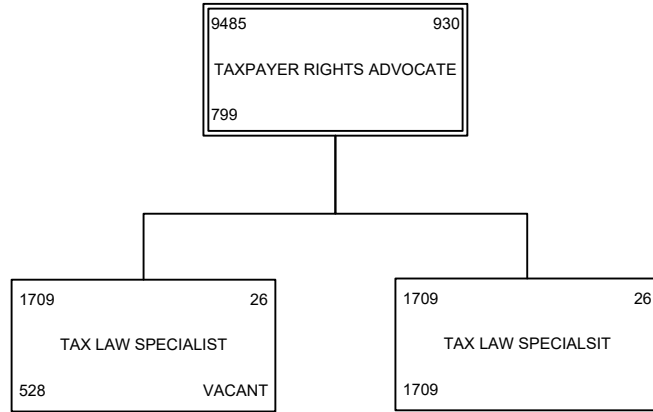 9485 930
TAXPAYER RIGHTS ADVOCATE
799
1709 26
TAX LAW SPECIALIST
528 VACANT
1709 26
TAX LAW SPECIALSIT
1709